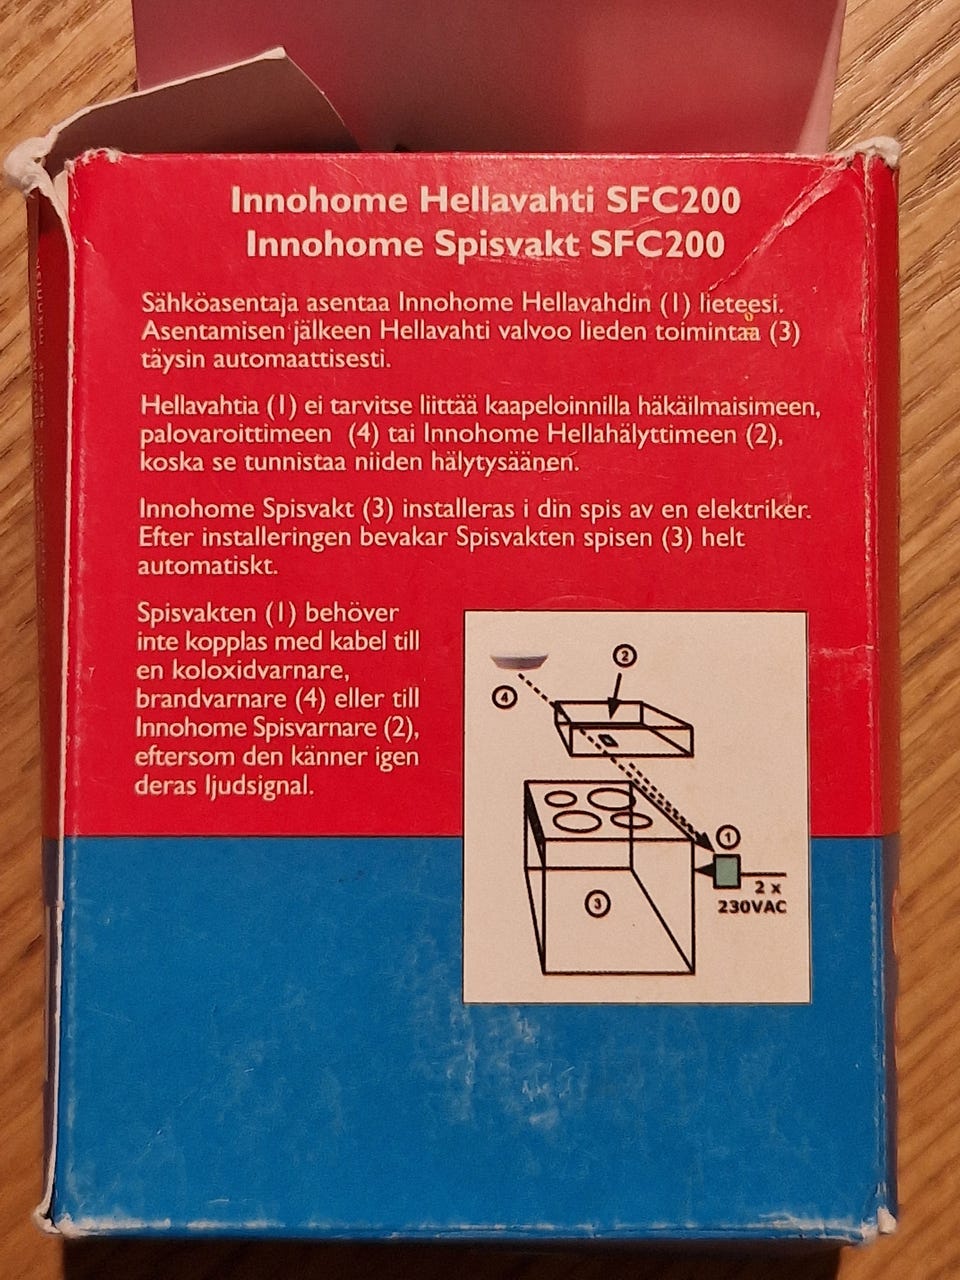 Innohome Hellavahti SFC200
Innohome Spisvakt SFC200
Sähköasentaja asentaa Innohome Hellavahdin (1) lieteesi.
Asentamisen jälkeen Hellavahti valvoo lieden toimintaa (3)
täysin automaattisesti.
Hellavahtia (1) ei tarvitse liittää kaapeloinnilla häkäilmaisimeen,
palovaroittimeen (4) tai Innohome Hellahälyttimeen (2),
koska se tunnistaa niiden hälytysäänen.
Innohome Spisvakt (3) installeras i din spis av en elektriker.
Efter installeringen bevakar Spisvakten spisen (3) helt
automatiskt.
Spisvakten (1) behöver
inte kopplas med kabel till
en koloxidvarnare,
brandvarnare (4) eller till
Innohome Spisvarnare (2),
eftersom den känner igen
deras ljudsignal.
2
4
1
3
2 x
230VAC